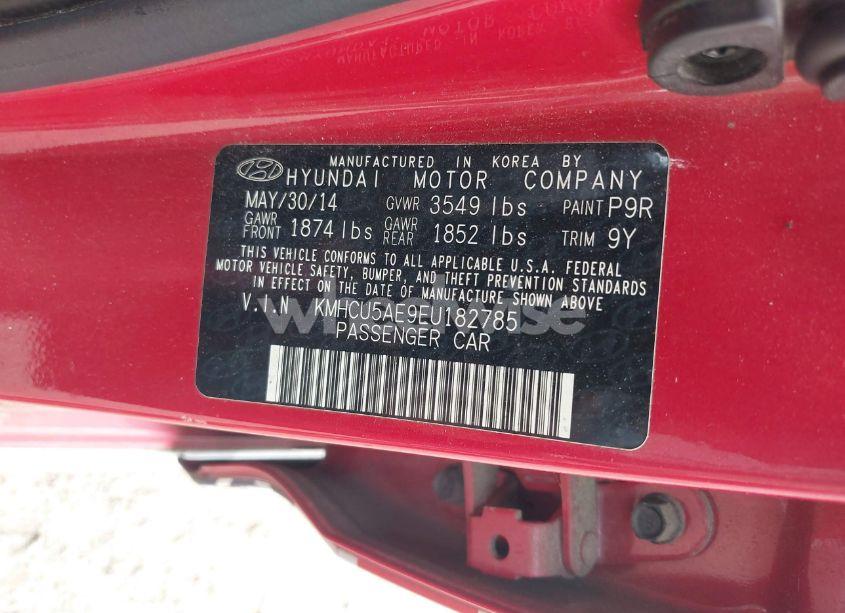 MANUFACTURED IN KOREA BY
HYUNDAI MOTOR COMPANY
MAY/30/14 GVWR 3549 lbs PAINT P9R
GAWR FRONT 1874 lbs GAWR REAR 1852 lbs TRIM 9Y
THIS VEHICLE CONFORMS TO ALL APPLICABLE U.S.A. FEDERAL
MOTOR VEHICLE SAFETY, BUMPER, AND THEFT PREVENTION STANDARDS
IN EFFECT ON THE DATE OF MANUFACTURE SHOWN ABOVE
V.I.N KMHCU5AE9EU182785
PASSENGER CAR